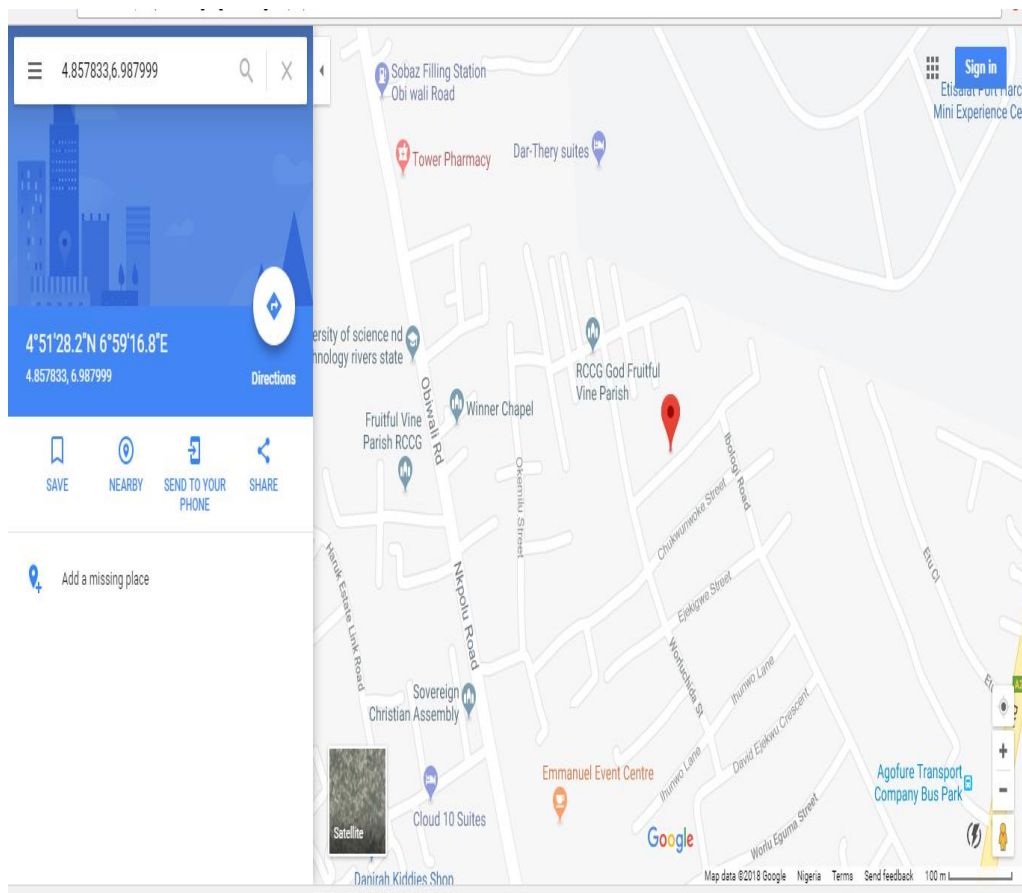 4.857833,6.987999
4°51'28.2"N 6°59'16.8"E
4.857833, 6.987999
Directions
SAVE
NEARBY
SEND TO YOUR
PHONE
SHARE
Add a missing place
Satellite
Sobaz Filling Station
Obi wali Road
Sign in
Etisalat Port Harc
Mini Experience Ce
Tower Pharmacy
Dar-Thery suites
ersity of science nd
hnology rivers state
Obiwali Rd
RCCG God Fruitful
Vine Parish
Winner Chapel
Fruitful Vine
Parish RCCG
Okemilu Street
Ibologi Road
Chukwunwoke Street
Haruk Estate Link Road
Nkpolu Road
Ejekigwe Street
Etu Cl
Worluchida St
Ihunwo Lane
Sovereign
Christian Assembly
David Ejekwu Crescent
Ihunwo Lane
Emmanuel Event Centre
Agofure Transport
Company Bus Park
Cloud 10 Suites
Worlu Eguma Street
Google
Danirah Kiddies Shop
Map data ©2018 Google Nigeria Terms Send feedback 100 m